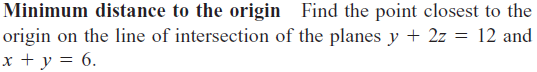 Minimum distance to the origin Find the point closest to the
origin on the line of intersection of the planes y + 2z = 12 and
x + y = 6.